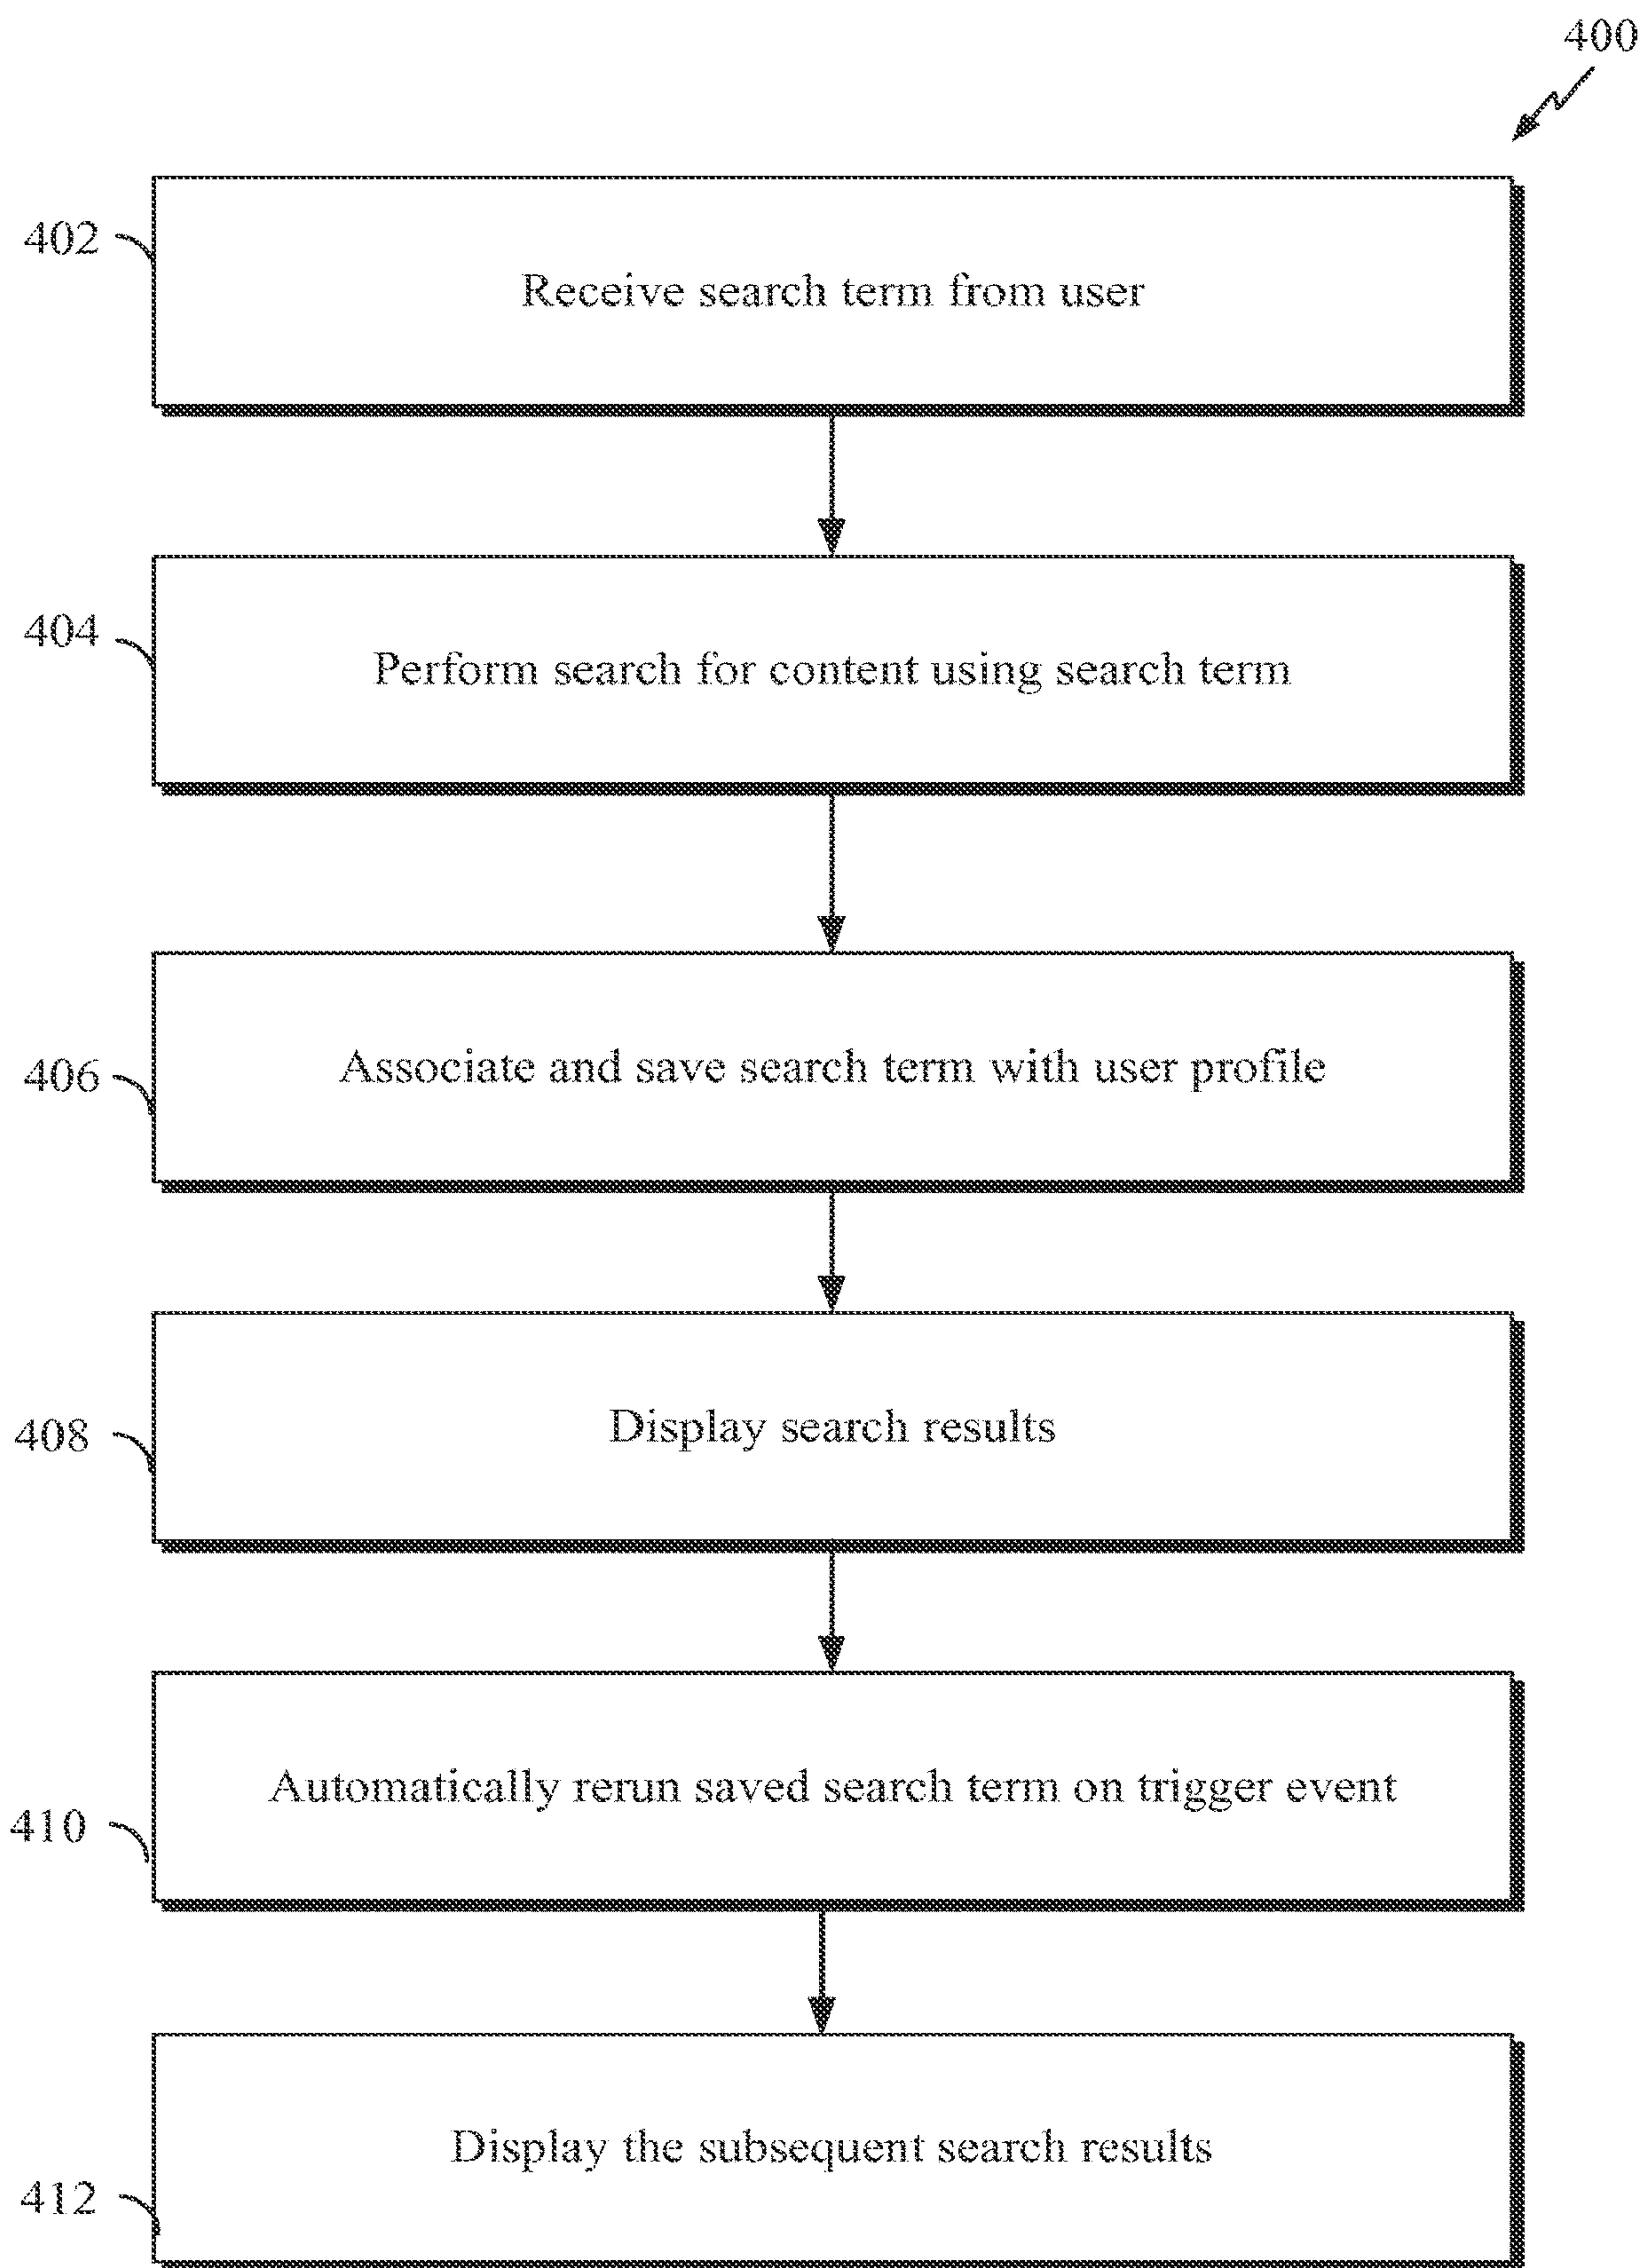 400
402
Receive search term from user
404
Perform search for content using search term
406
Associate and save search term with user profile
408
Display search results
410
Automatically rerun saved search term on trigger event
412
Display the subsequent search results